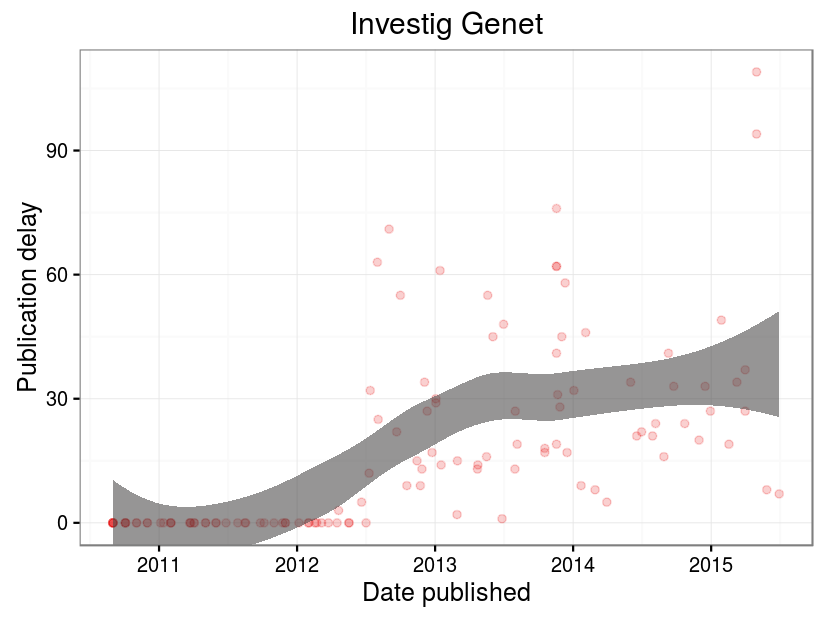 Investig Genet
Publication delay
90
60
30
0
2011 2012 2013 2014 2015
Date published